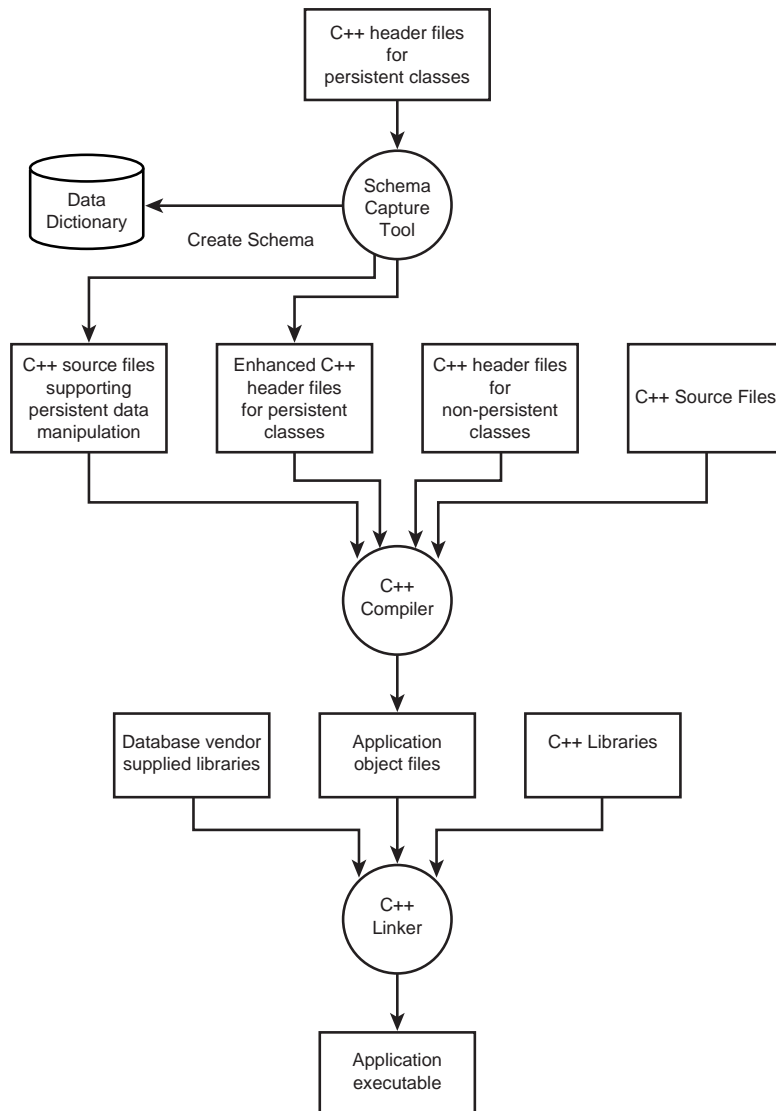 C++ header files
for
persistent classes
Schema
Capture
Tool
Data
Dictionary
Create Schema
C++ source files
supporting
persistent data
manipulation
Enhanced C++
header files
for persistent
classes
C++ header files
for
non-persistent
classes
C++ Source Files
C++
Compiler
Database vendor
supplied libraries
Application
object files
C++ Libraries
C++
Linker
Application
executable